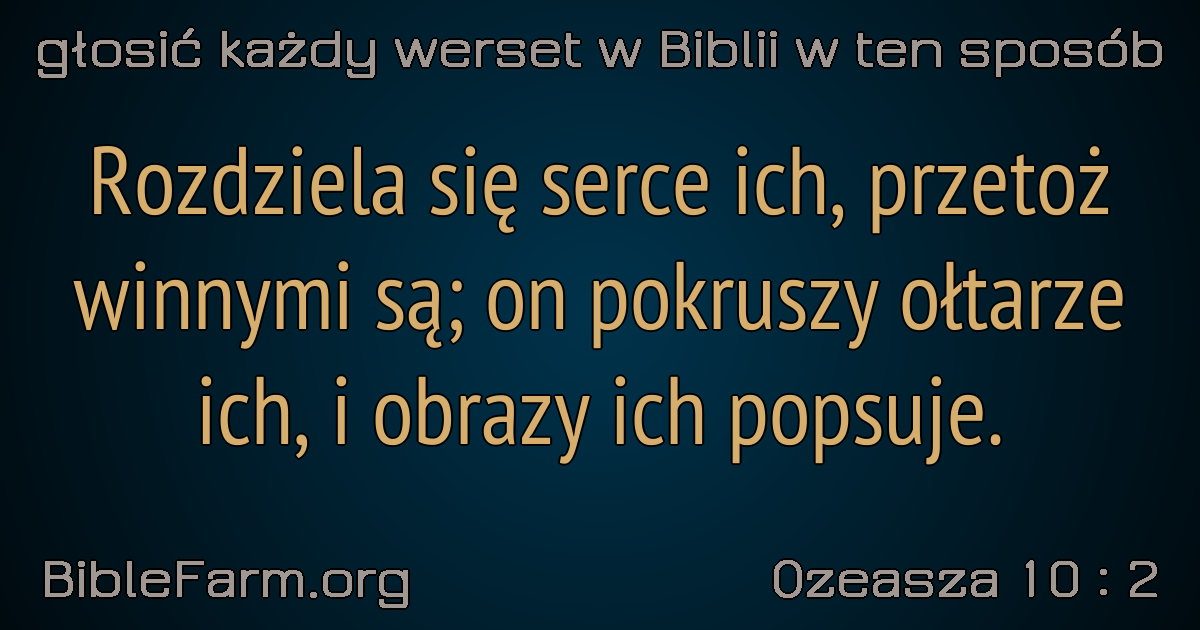 głosić każdy werset w Biblii w ten sposób
Rozdziela się serce ich, przetoż
winnymi są; on pokruszy ołtarze
ich, i obrazy ich popsuje.
BibleFarm.org
Ozeasza 10 : 2